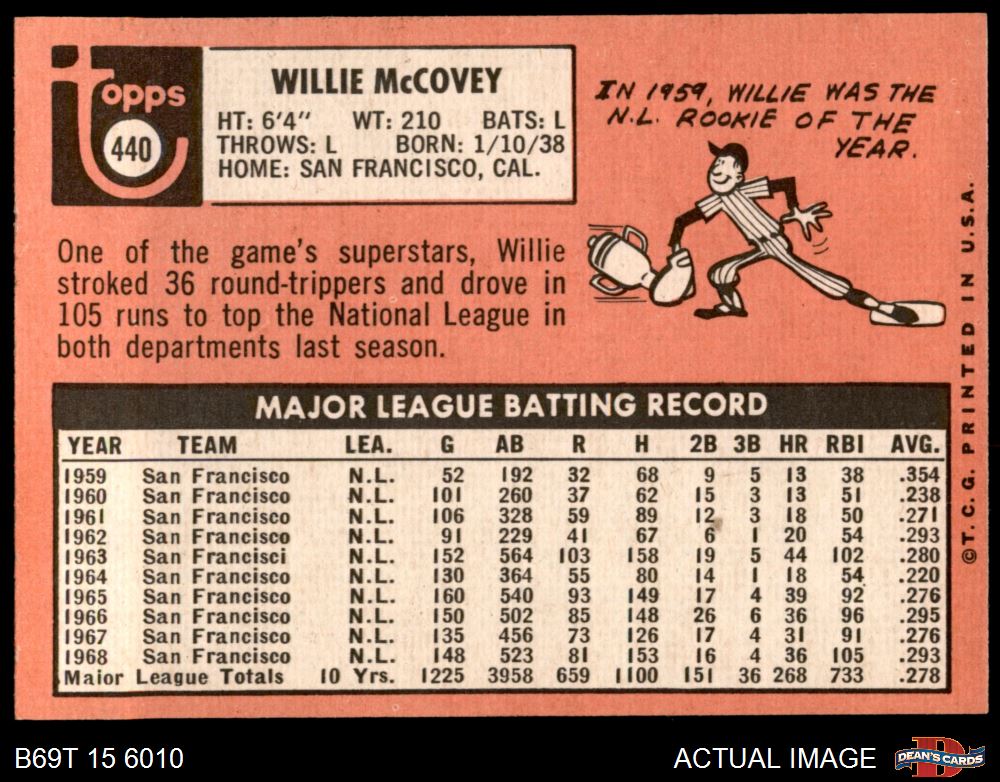 topps
440
WILLIE McCOVEY
HT: 6'4" WT: 210 BATS: L
THROWS: L BORN: 1/10/38
HOME: SAN FRANCISCO, CAL.
IN 1959, WILLIE WAS THE
N.L. ROOKIE OF THE
YEAR.
One of the game's superstars, Willie
stroked 36 round-trippers and drove in
105 runs to top the National League in
both departments last season.
©T.C.G. PRINTED IN U.S.A.
MAJOR LEAGUE BATTING RECORD
YEAR TEAM LEA. G AB R H 2B 3B HR RBI AVG.
1959 San Francisco N.L. 52 192 32 68 9 5 13 38 .354
1960 San Francisco N.L. 101 260 37 62 15 3 13 51 .238
1961 San Francisco N.L. 106 328 59 89 12 3 18 50 .271
1962 San Francisco N.L. 91 229 41 67 6 1 20 54 .293
1963 San Francisci N.L. 152 564 103 158 19 5 44 102 .280
1964 San Francisco N.L. 130 364 55 80 14 1 18 54 .220
1965 San Francisco N.L. 160 540 93 149 17 4 39 92 .276
1966 San Francisco N.L. 150 502 85 148 26 6 36 96 .295
1967 San Francisco N.L. 135 456 73 126 17 4 31 91 .276
1968 San Francisco N.L. 148 523 81 153 16 4 36 105 .293
Major League Totals 10 Yrs. 1225 3958 659 1100 151 36 268 733 .278
B69T 15 6010
ACTUAL IMAGE
DEAN'S CARDS